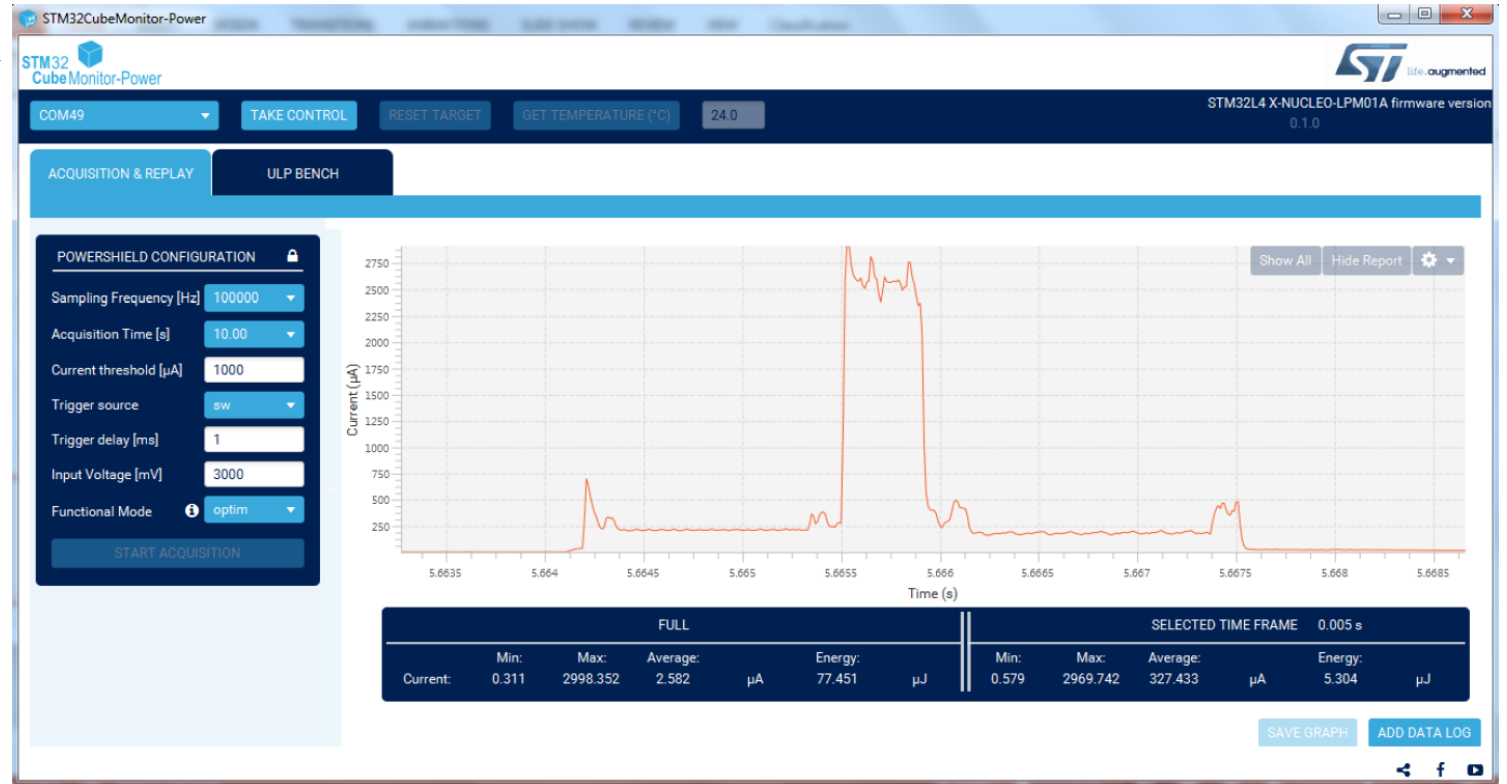 STM32CubeMonitor-Power
STM32
CubeMonitor-Power
life.augmented
COM49 TAKE CONTROL RESET TARGET GET TEMPERATURE (°C) 24.0
STM32L4 X-NUCLEO-LPM01A firmware version
0.1.0
ACQUISITION & REPLAY ULP BENCH
POWERSHIELD CONFIGURATION
Sampling Frequency [Hz] 100000
Acquisition Time [s] 10.00
Current threshold [µA] 1000
Trigger source sw
Trigger delay [ms] 1
Input Voltage [mV] 3000
Functional Mode optim
START ACQUISITION
Show All Hide Report
Current (µA)
2750
2500
2250
2000
1750
1500
1250
1000
750
500
250
5.6635 5.664 5.6645 5.665 5.6655 5.666 5.6665 5.667 5.6675 5.668 5.6685
Time (s)
FULL SELECTED TIME FRAME 0.005 s
Min: Max: Average: Energy: Min: Max: Average: Energy:
Current: 0.311 2998.352 2.582 µA 77.451 µJ 0.579 2969.742 327.433 µA 5.304 µJ
SAVE GRAPH ADD DATA LOG